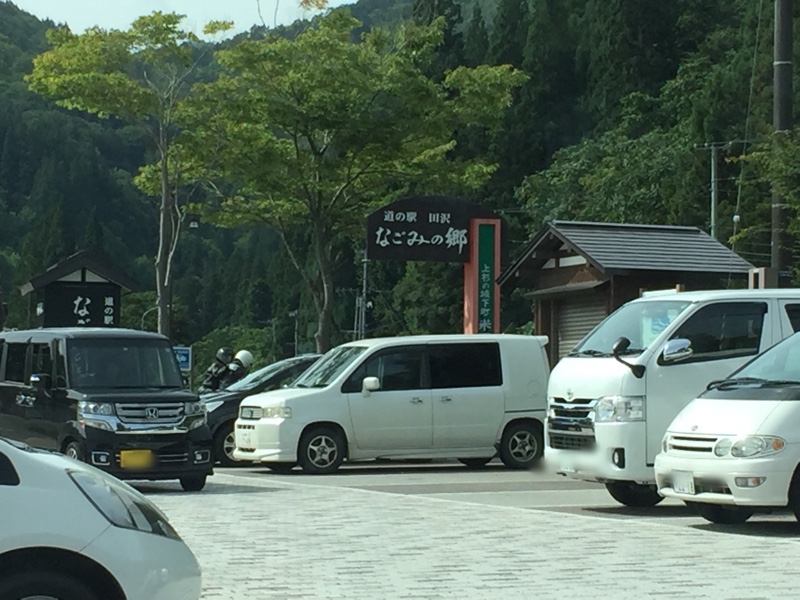 道の駅 田沢
なごみの郷
上杉の城下町 米
道の駅
なご